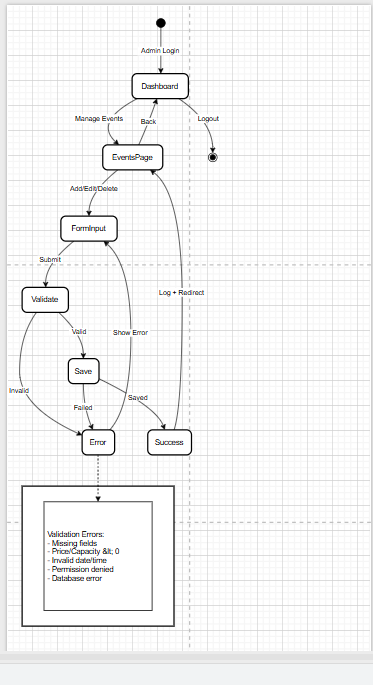 Admin Login
Dashboard
Manage Events
Back
Logout
EventsPage
Add/Edit/Delete
FormInput
Submit
Log + Redirect
Validate
Valid
Show Error
Save
Invalid
Saved
Failed
Error
Success
Validation Errors:
- Missing fields
- Price/Capacity &lt; 0
- Invalid date/time
- Permission denied
- Database error